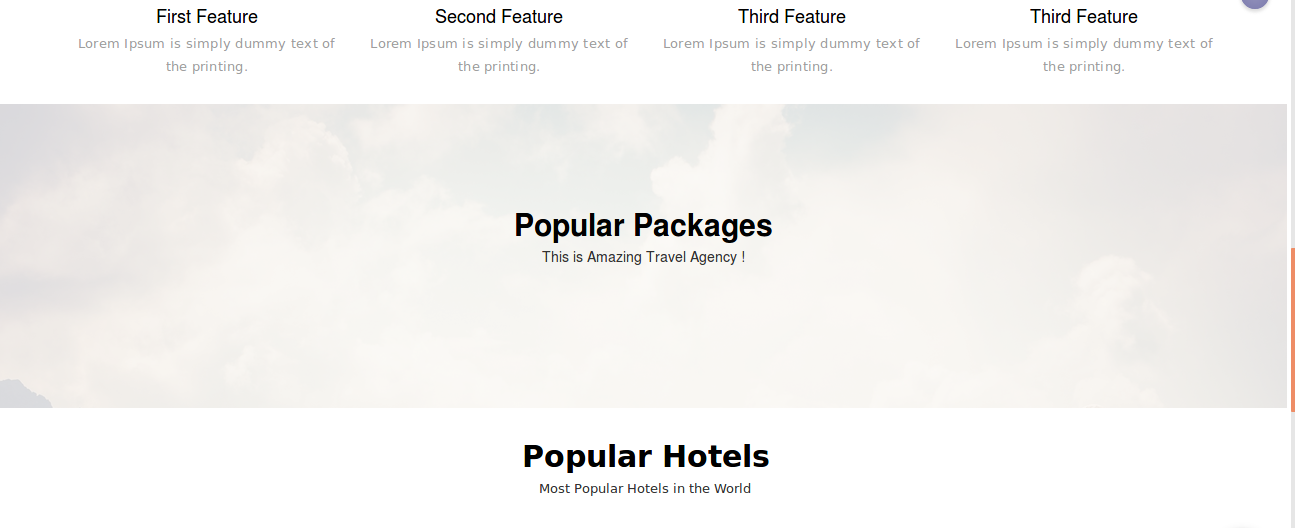 First Feature Second Feature Third Feature Third Feature
Lorem Ipsum is simply dummy text of Lorem Ipsum is simply dummy text of Lorem Ipsum is simply dummy text of Lorem Ipsum is simply dummy text of
the printing. the printing. the printing. the printing.
Popular Packages
This is Amazing Travel Agency !
Popular Hotels
Most Popular Hotels in the World